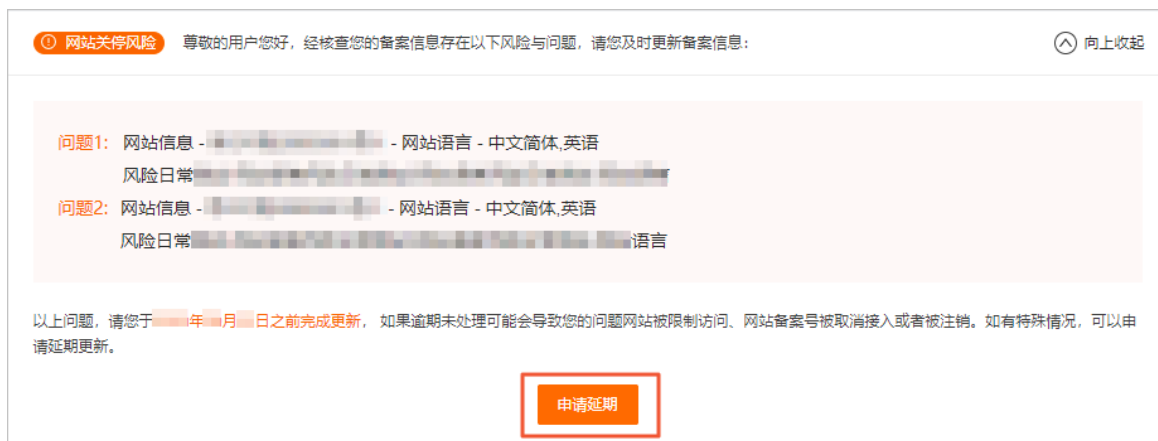 网站关停风险 尊敬的用户您好，经核查您的备案信息存在以下风险与问题，请您及时更新备案信息： 向上收起
问题1： 网站信息 - - 网站语言 - 中文简体,英语
风险日常
问题2: 网站信息 - - 网站语言 - 中文简体,英语
风险日常 语言
以上问题，请您于 年 月 日之前完成更新， 如果逾期未处理可能会导致您的问题网站被限制访问、网站备案号被取消接入或者被注销。如有特殊情况，可以申
请延期更新。
申请延期